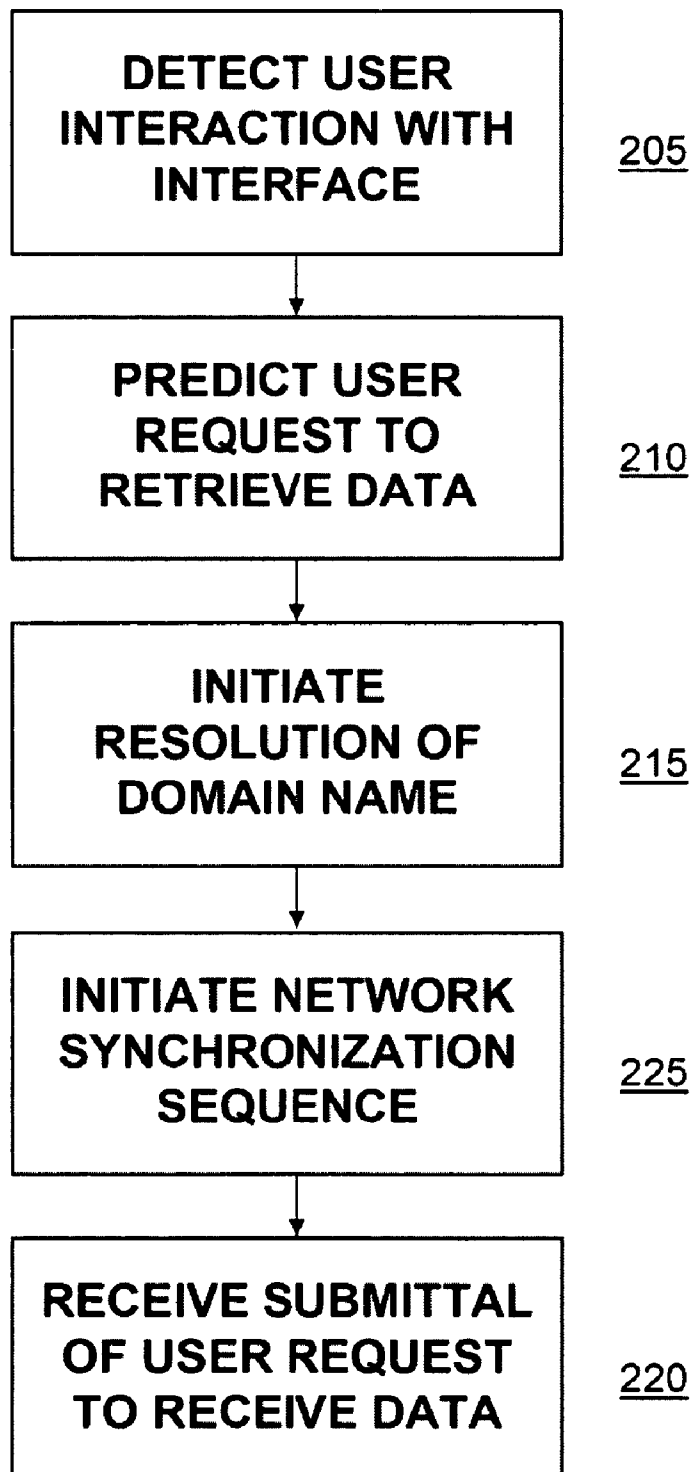 DETECT USER
INTERACTION WITH
INTERFACE
205
PREDICT USER
REQUEST TO
RETRIEVE DATA
210
INITIATE
RESOLUTION OF
DOMAIN NAME
215
INITIATE NETWORK
SYNCHRONIZATION
SEQUENCE
225
RECEIVE SUBMITTAL
OF USER REQUEST
TO RECEIVE DATA
220